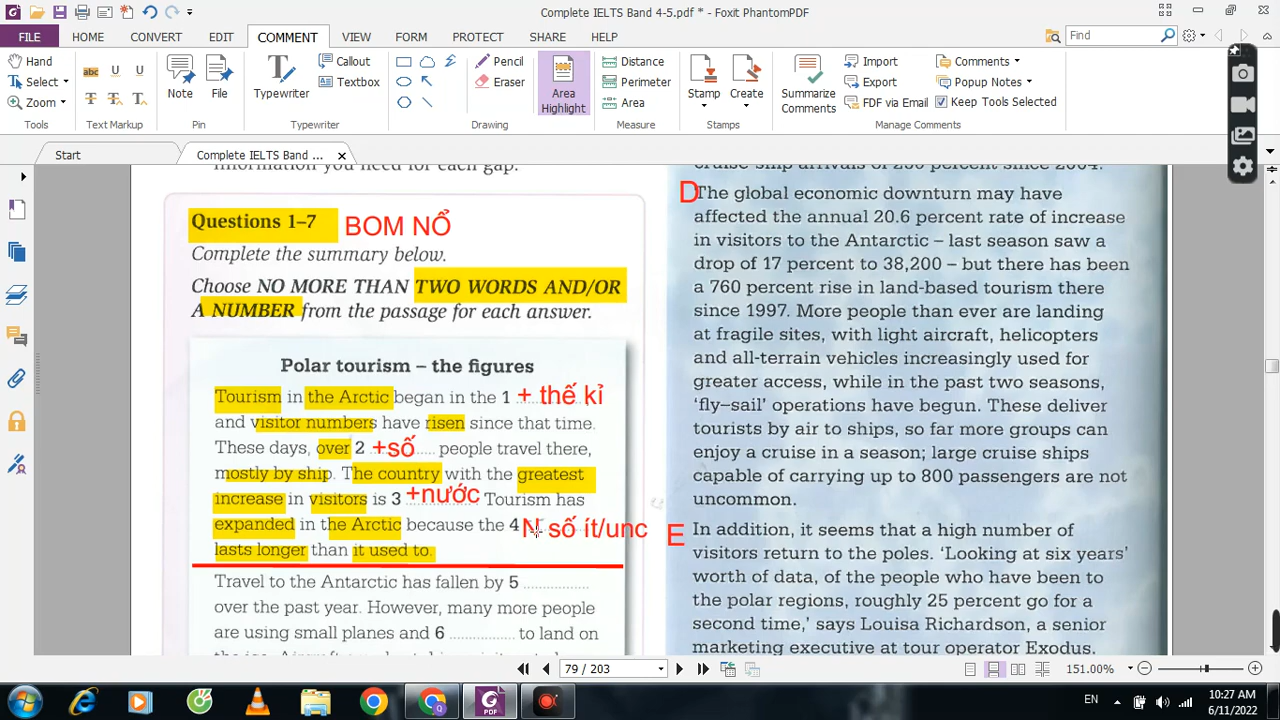 Complete IELTS Band 4-5.pdf * - Foxit PhantomPDF
FILE HOME CONVERT EDIT COMMENT VIEW FORM PROTECT SHARE HELP
Find
Hand
Select
Zoom
Tools
abc U U
T T T
Text Markup
Note
File
Pin
Typewriter
Callout
Textbox
Typewriter
Pencil
Eraser
Drawing
Area Highlight
Distance
Perimeter
Area
Measure
Stamp
Create
Stamps
Summarize Comments
Import
Export
FDF via Email
Comments
Popup Notes
Keep Tools Selected
Manage Comments
Start
Complete IELTS Band ...
information you need for each gap.
Questions 1–7 BOM NỔ
Complete the summary below.
Choose NO MORE THAN TWO WORDS AND/OR
A NUMBER from the passage for each answer.
Polar tourism – the figures
Tourism in the Arctic began in the 1 + thế kỉ
and visitor numbers have risen since that time.
These days, over 2 +số people travel there,
mostly by ship. The country with the greatest
increase in visitors is 3 +nước Tourism has
expanded in the Arctic because the 4 N số ít/unc
lasts longer than it used to.
Travel to the Antarctic has fallen by 5 ..............
over the past year. However, many more people
are using small planes and 6 .............. to land on
cruise ship arrivals of 250 percent since 2004.
D The global economic downturn may have
affected the annual 20.6 percent rate of increase
in visitors to the Antarctic – last season saw a
drop of 17 percent to 38,200 – but there has been
a 760 percent rise in land-based tourism there
since 1997. More people than ever are landing
at fragile sites, with light aircraft, helicopters
and all-terrain vehicles increasingly used for
greater access, while in the past two seasons,
‘fly–sail’ operations have begun. These deliver
tourists by air to ships, so far more groups can
enjoy a cruise in a season; large cruise ships
capable of carrying up to 800 passengers are not
uncommon.
E In addition, it seems that a high number of
visitors return to the poles. ‘Looking at six years’
worth of data, of the people who have been to
the polar regions, roughly 25 percent go for a
second time,’ says Louisa Richardson, a senior
marketing executive at tour operator Exodus.
79 / 203
151.00%
EN
10:27 AM
6/11/2022